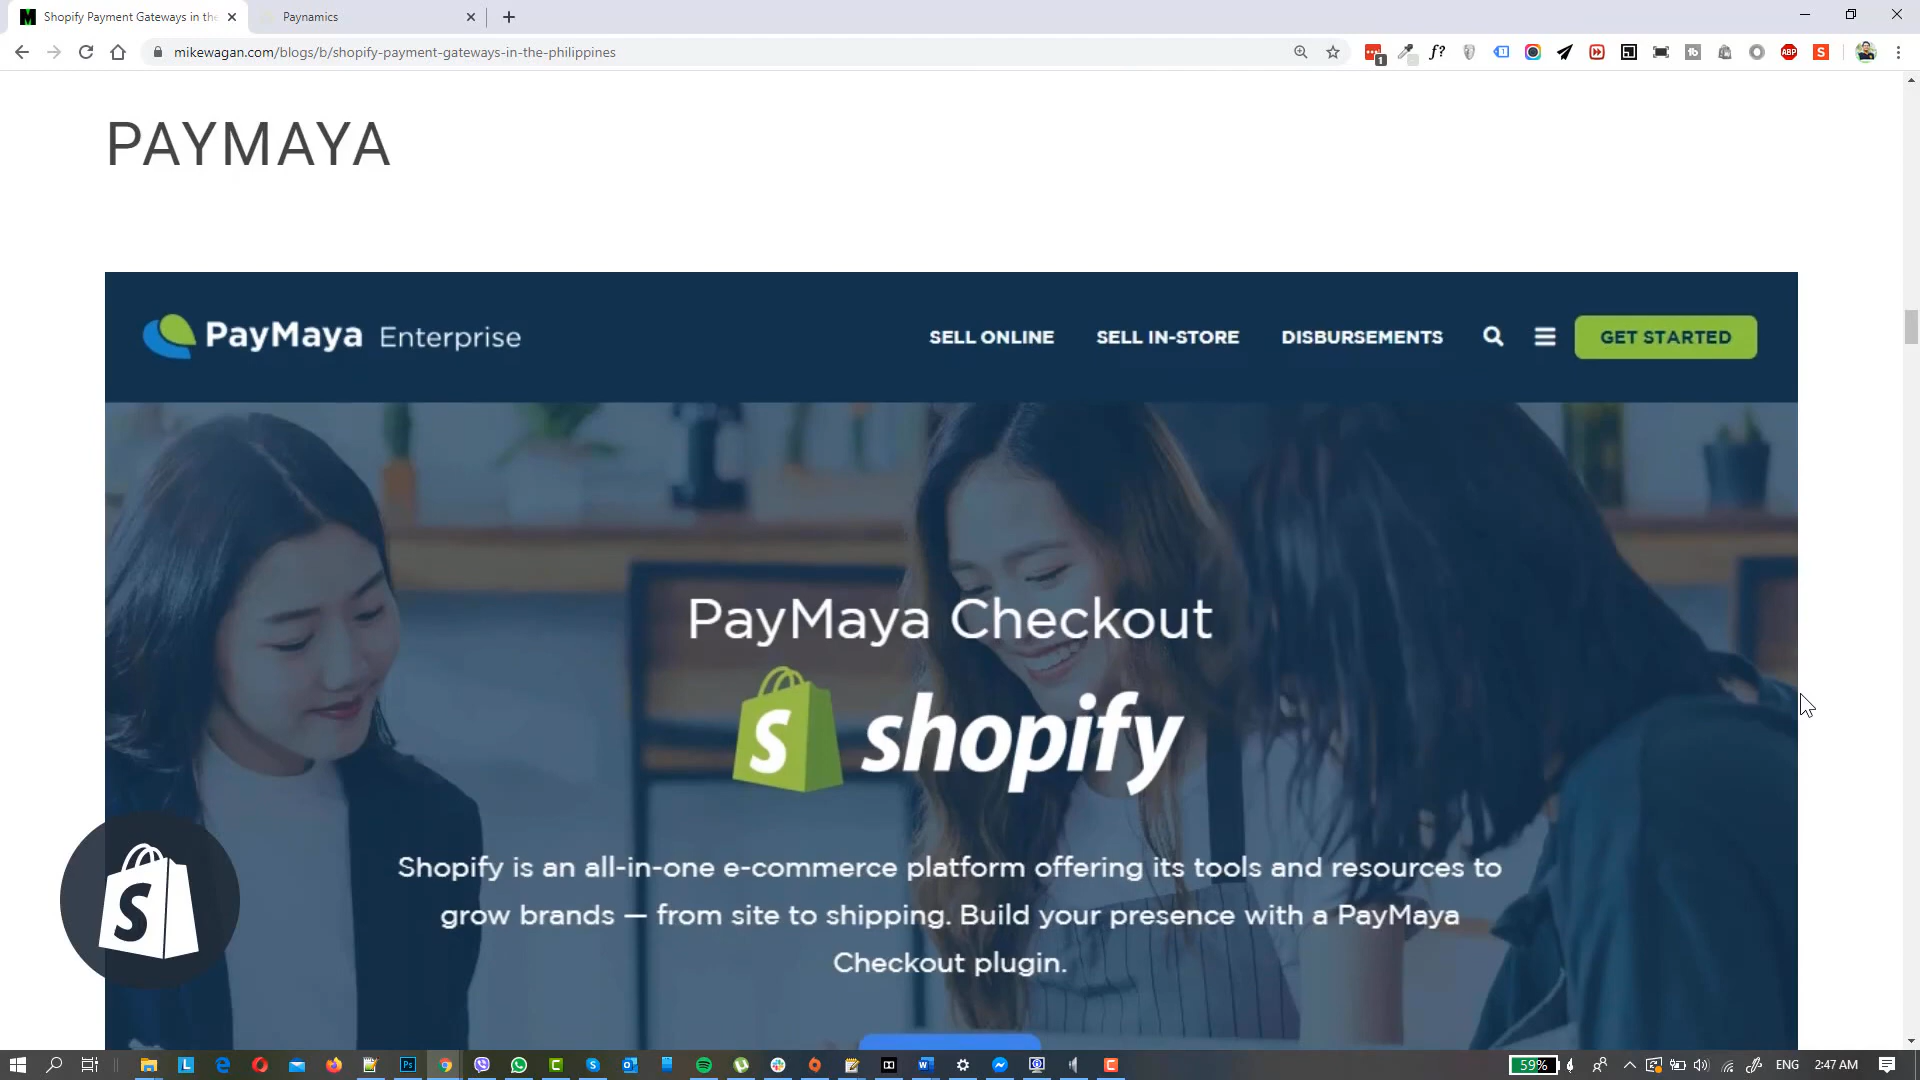 Shopify Payment Gateways in the
Paynamics
mikewagan.com/blogs/b/shopify-payment-gateways-in-the-philippines
PAYMAYA
PayMaya Enterprise
SELL ONLINE
SELL IN-STORE
DISBURSEMENTS
GET STARTED
PayMaya Checkout
shopify
Shopify is an all-in-one e-commerce platform offering its tools and resources to
grow brands — from site to shipping. Build your presence with a PayMaya
Checkout plugin.
59%
ENG
2:47 AM